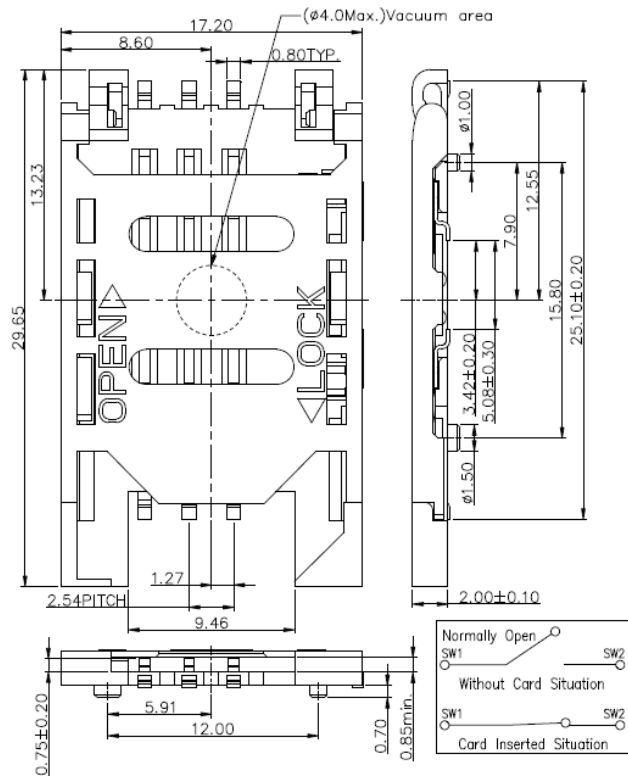 (ø4.0Max.)Vacuum area
17.20
8.60
0.80TYP.
ø1.00
13.23
12.55
7.90
29.65
OPEN
LOCK
15.80
25.10±0.20
3.42±0.20
5.08±0.30
ø1.50
1.27
2.54PITCH
9.46
2.00±0.10
Normally Open
SW1 SW2
Without Card Situation
SW1 SW2
Card Inserted Situation
0.75±0.20
5.91
12.00
0.70
0.85min.